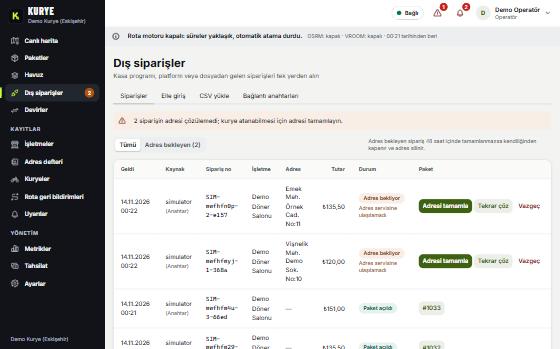 K KURYE
Demo Kurye (Eskişehir)
Canlı harita
Paketler
Havuz
Dış siparişler 2
Devirler
KAYITLAR
İşletmeler
Adres defteri
Kuryeler
Rota geri bildirimleri
Uyarılar
YÖNETİM
Metrikler
Tahsilat
Ayarlar
Demo Kurye (Eskişehir)
Bağlı
1
2
D Demo Operatör
Operatör
Rota motoru kapalı: süreler yaklaşık, otomatik atama durdu. OSRM: kapalı · VROOM: kapalı · 00:21 tarihinden beri
Dış siparişler
Kasa programı, platform veya dosyadan gelen siparişleri tek yerden alın
Siparişler Elle giriş CSV yükle Bağlantı anahtarları
2 siparişin adresi çözülemedi; kurye atanabilmesi için adresi tamamlayın.
Tümü Adres bekleyen (2)
Adres bekleyen sipariş 48 saat içinde tamamlanmazsa kendiliğinden
kapanır ve adres silinir.
Geldi Kaynak Sipariş no İşletme Adres Tutar Durum Paket
14.11.2026
00:22
simulator
(Anahtar)
SIM-
Demo
Döner
Salonu
Emek
Mah.
Örnek
Cad.
No:11
₺135,50
Adres bekliyor
Adres servisine
ulaşılamadı
Adresi tamamla Tekrar çöz Vazgeç
14.11.2026
00:22
simulator
(Anahtar)
SIM-
Demo
Döner
Salonu
Vişnelik
Mah.
Demo
Sok.
No:10
₺120,00
Adres bekliyor
Adres servisine
ulaşılamadı
Adresi tamamla Tekrar çöz Vazgeç
14.11.2026
00:21
simulator
(Anahtar)
SIM-
Demo
Döner
Salonu
—
₺151,00
Paket açıldı
#1033
14.11.2026
simulator
SIM-
Demo
Döner
—
₺135,50
Paket açıldı
#1032